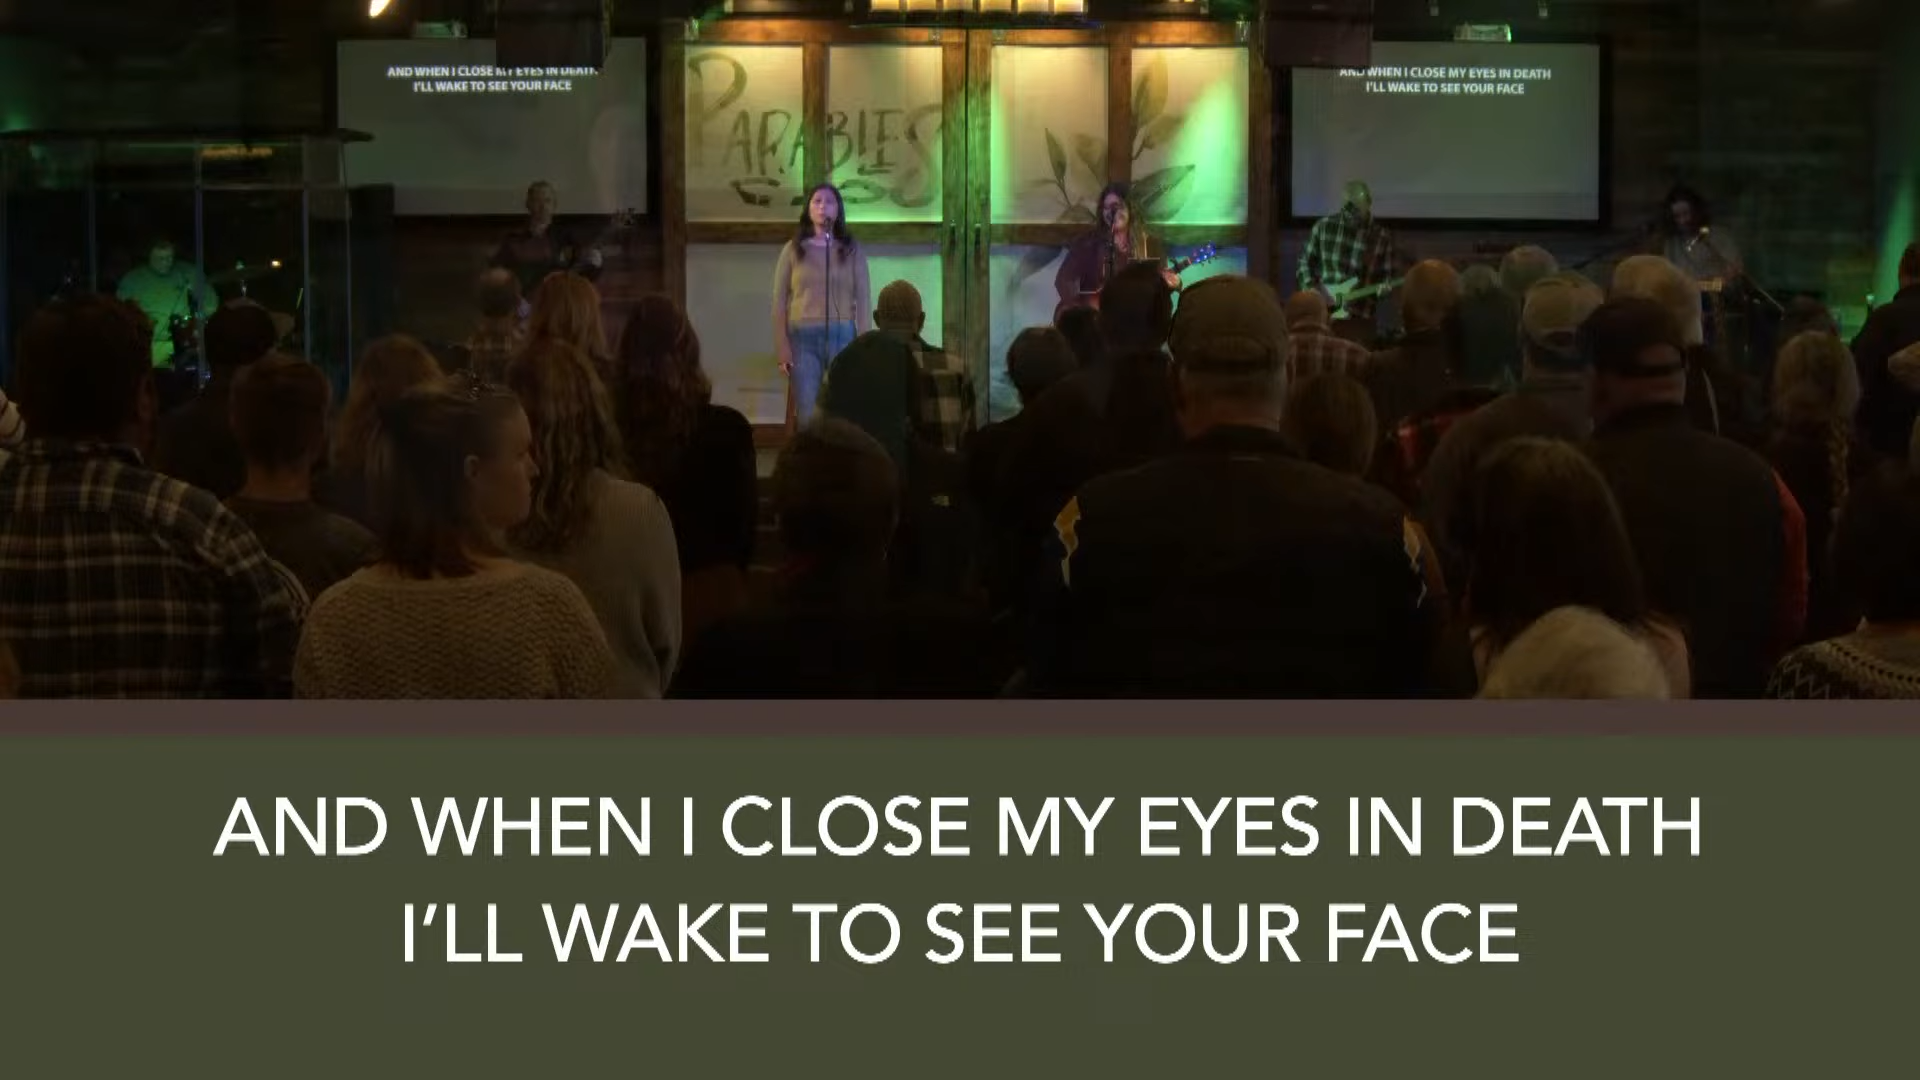 AND WHEN I CLOSE MY EYES IN DEATH
I'LL WAKE TO SEE YOUR FACE
PARABLES
AND WHEN I CLOSE MY EYES IN DEATH
I'LL WAKE TO SEE YOUR FACE
AND WHEN I CLOSE MY EYES IN DEATH
I’LL WAKE TO SEE YOUR FACE